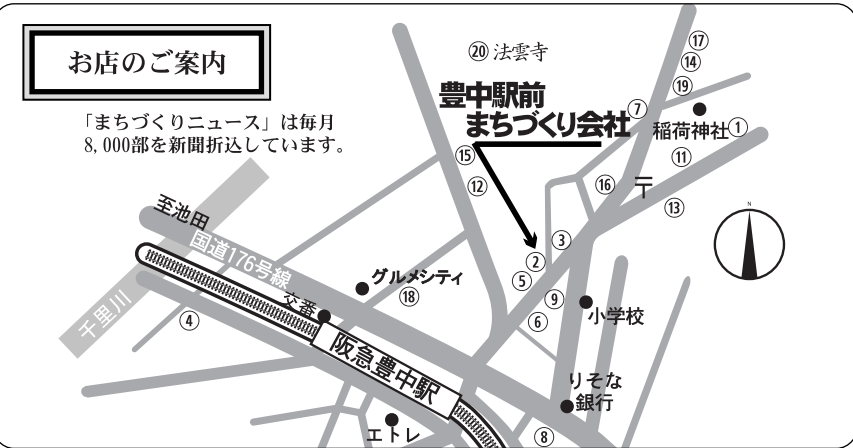 お店のご案内
「まちづくりニュース」は毎月
8,000部を新聞折込しています。
⑳ 法雲寺
豊中駅前
まちづくり会社
⑰
⑭
⑲
⑦
稲荷神社
①
⑪
⑮
⑫
⑯
〒
⑬
N
至池田
国道176号線
千里川
③
②
⑤
⑨
⑥
小学校
グルメシティ
⑱
交番
④
阪急豊中駅
りそな
銀行
エトレ
⑧